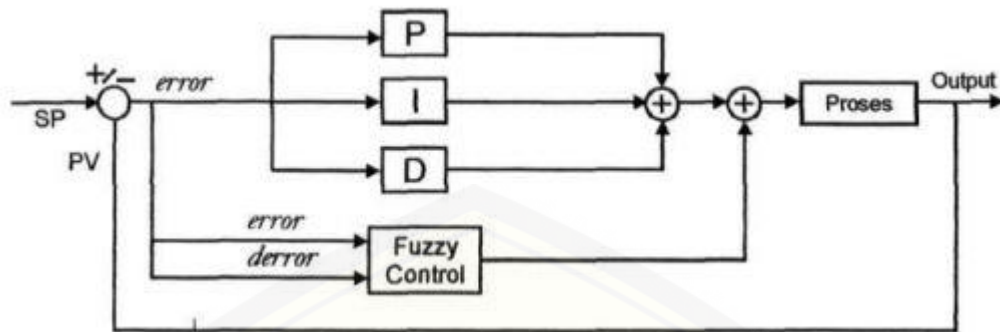 P
+/-
error
Output
SP
I
+
+
Proses
PV
D
error
derror
Fuzzy
Control